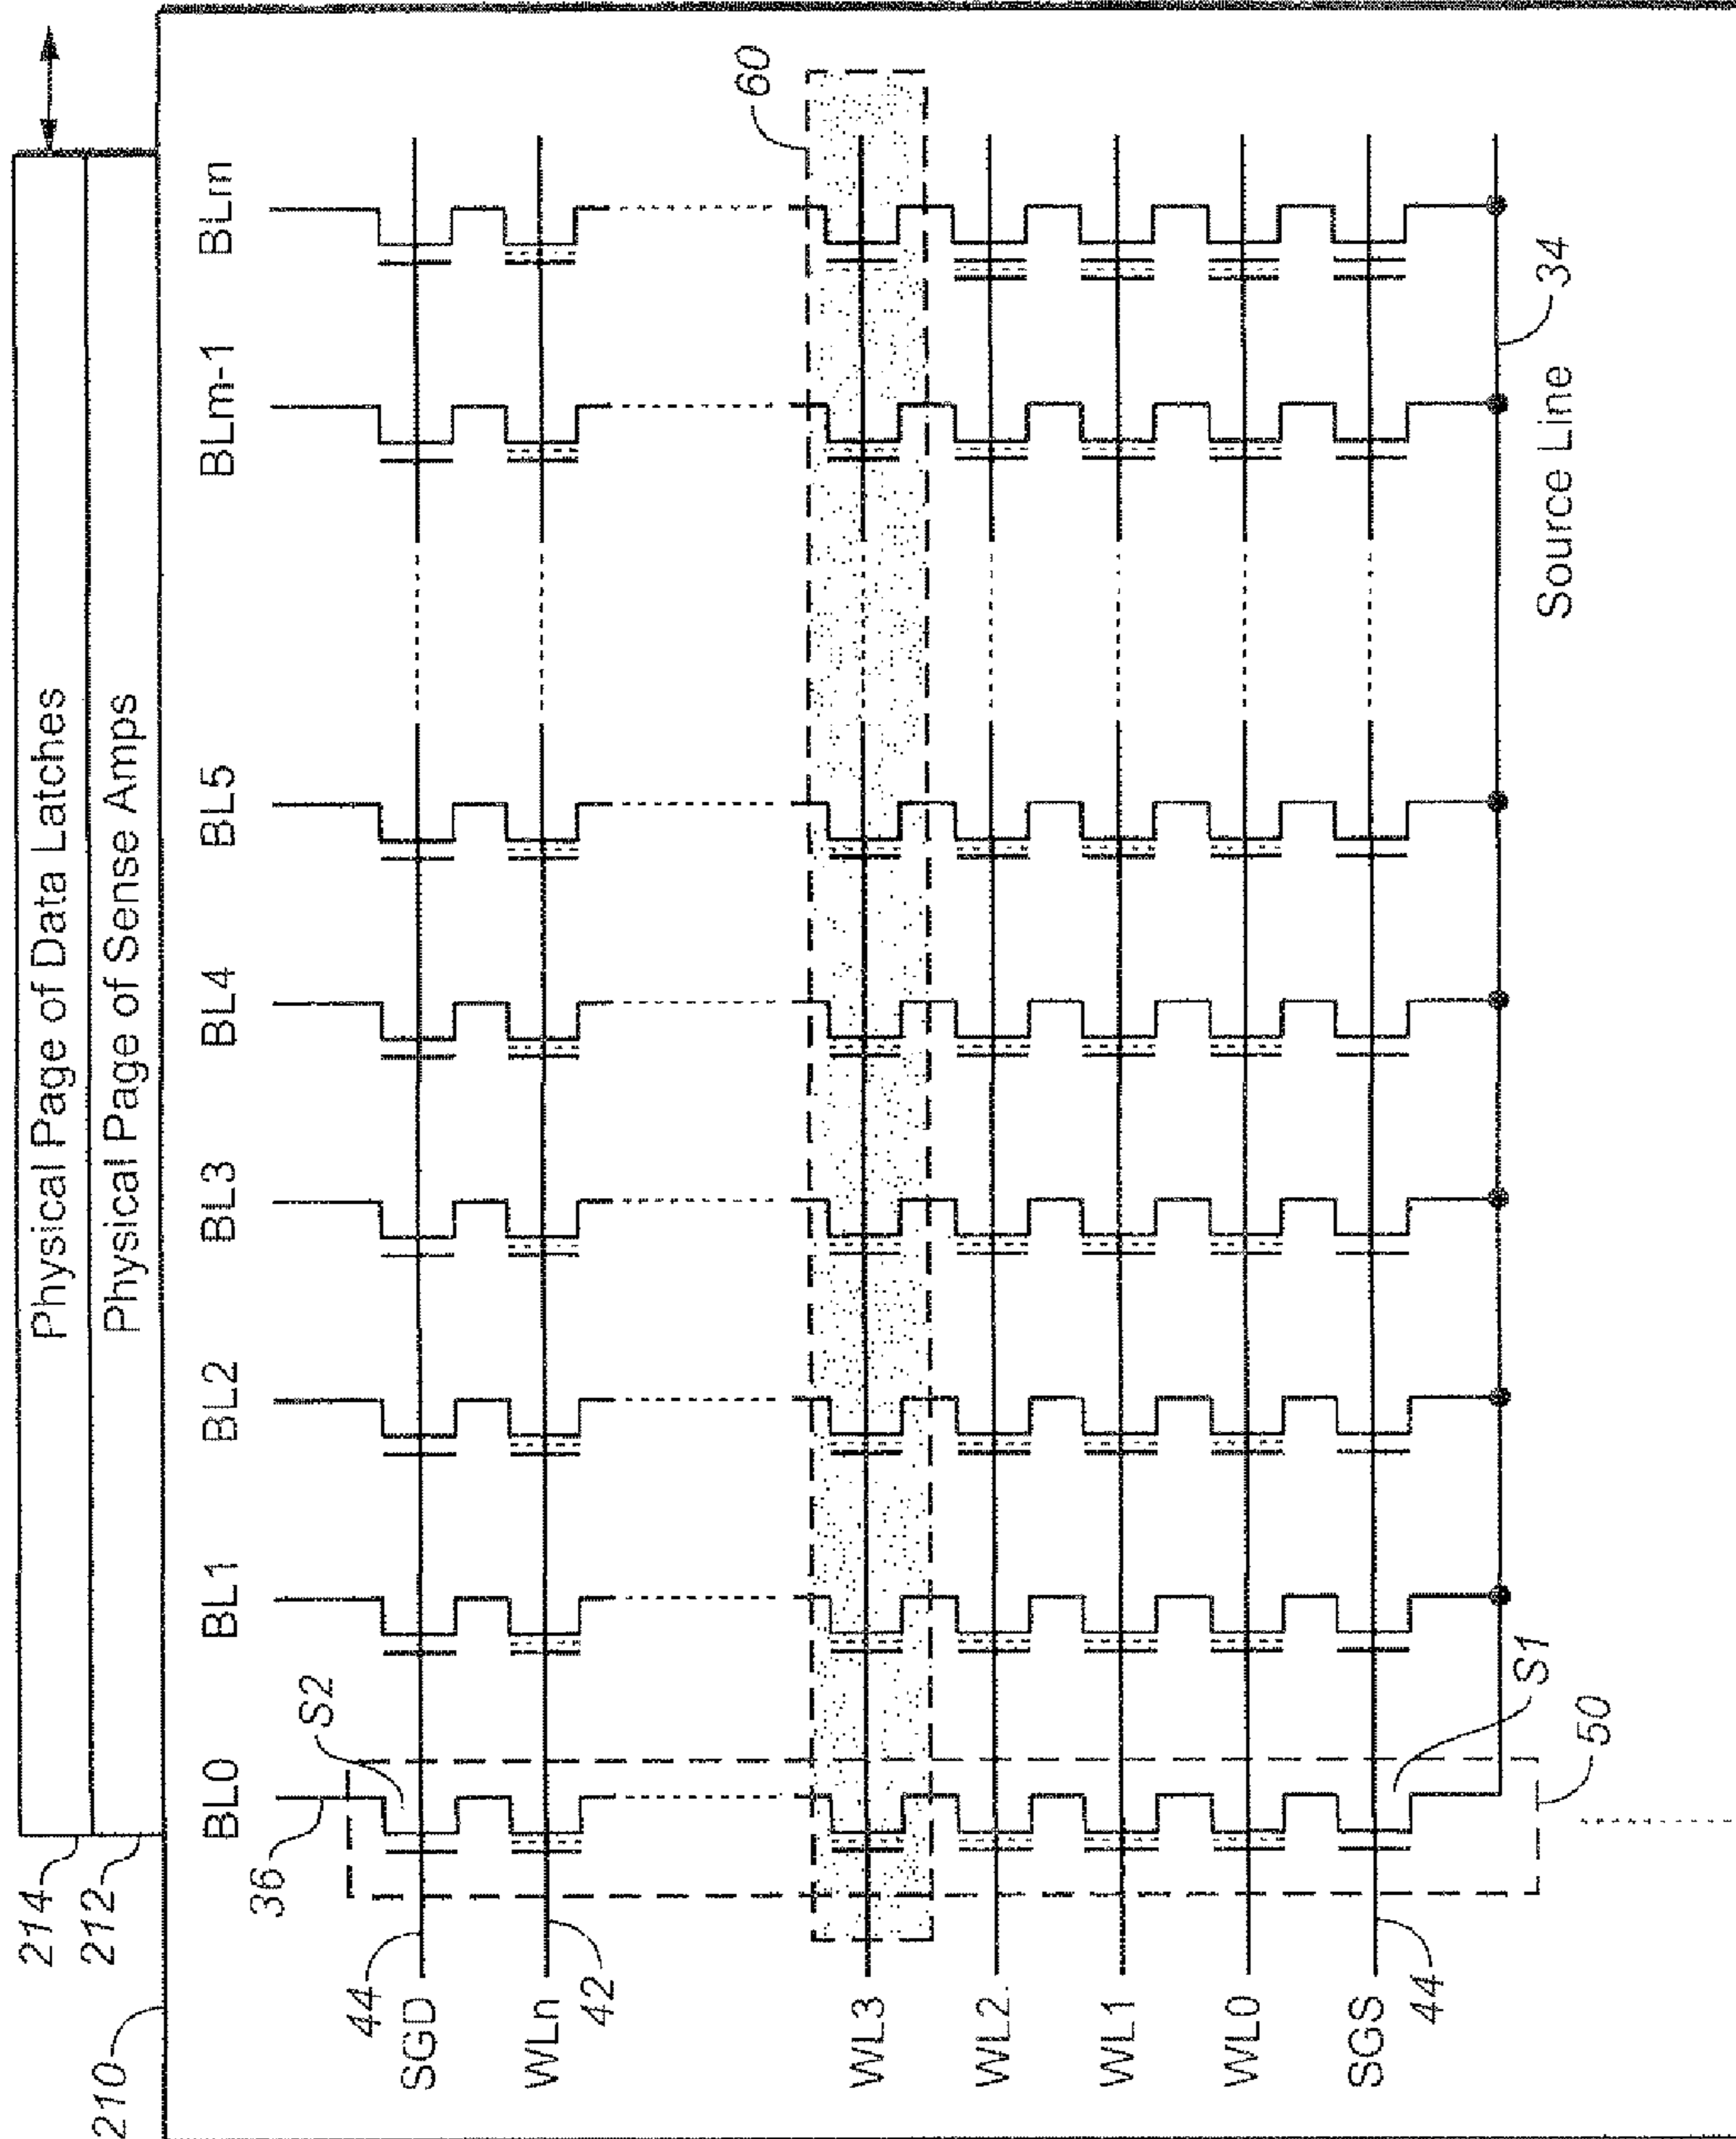 214
Physical Page of Data Latches
212
Physical Page of Sense Amps
210
BL0 BL1 BL2 BL3 BL4 BL5 BLm-1 BLm
36
S2
44
SGD
WLn
42
60
WL3
WL2.
WL1
WL0
SGS
44
S1
34
Source Line
50